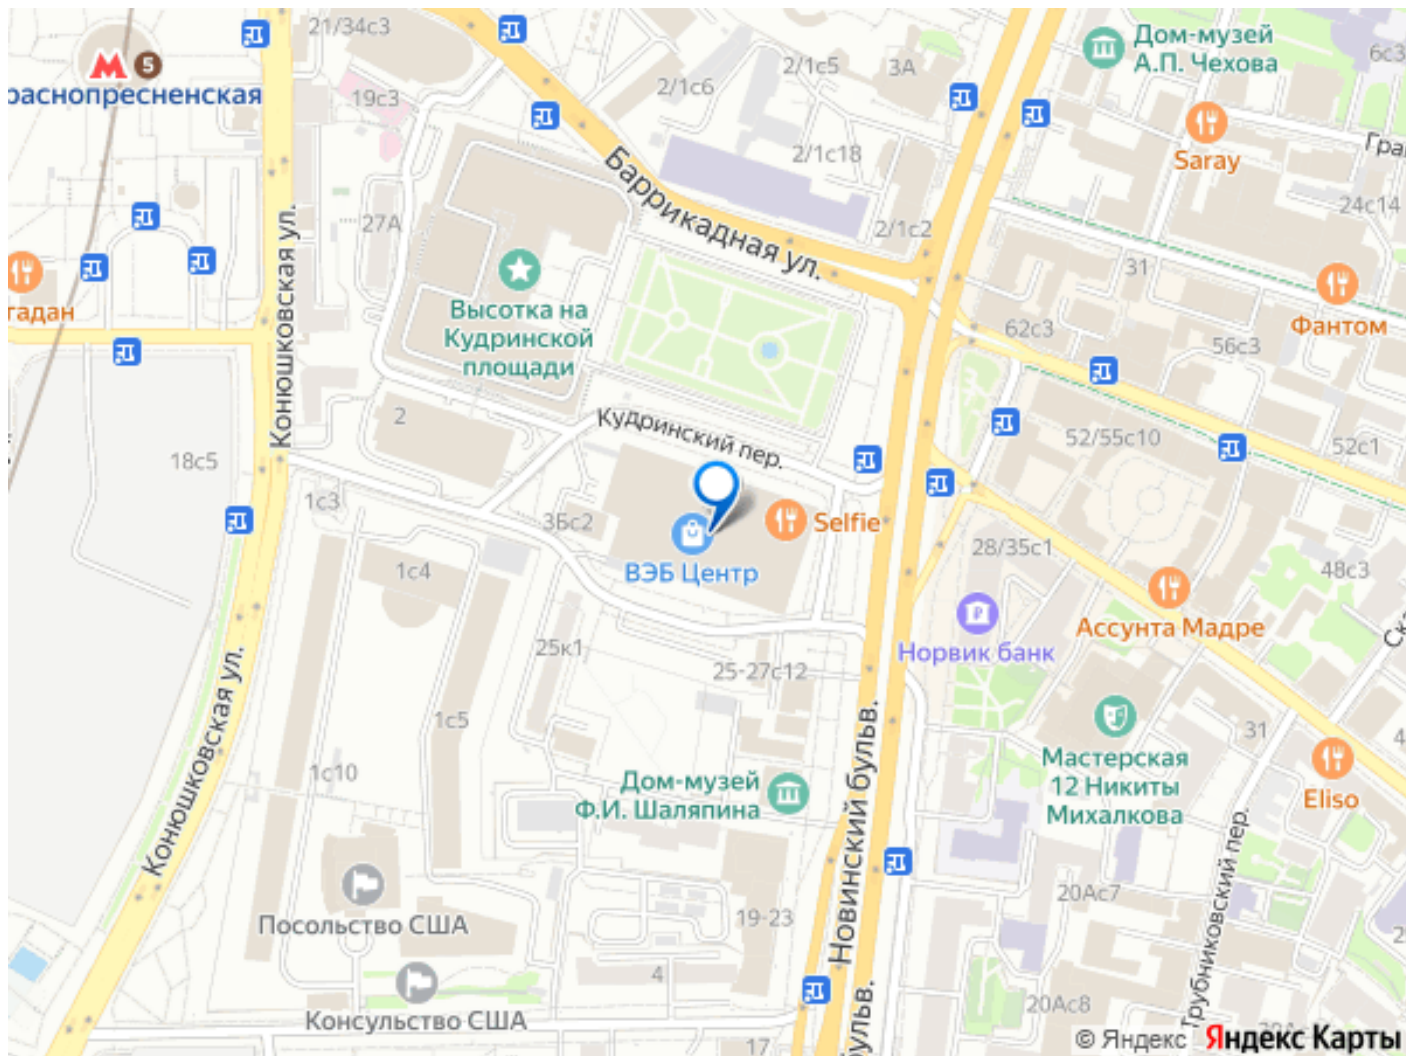 21/34с3
5
раснопресненская
19с3
2/1с6
2/1с5
3А
Дом-музей
А.П. Чехова
6с3
Saray
Гра
2/1с18
Баррикадная ул.
27А
2/1с2
24с14
31
Высотка на
Кудринской
площади
62с3
56с3
Фантом
гадан
Конюшковская ул.
2
Кудринский пер.
52/55с10
52с1
18с5
1с3
3Бс2
Selfie
ВЭБ Центр
28/35с1
48с3
1с4
Ассунта Мадре
Ска
Норвик банк
25к1
25-27с12
1с5
Конюшковская ул.
Новинский бульв.
31
Мастерская
12 Никиты
Михалкова
Eliso
1с10
Дом-музей
Ф.И. Шаляпина
Трубниковский пер.
20Ас7
Посольство США
19-23
4
Консульство США
20Ас8
17
бульв.
© Яндекс
Яндекс Карты